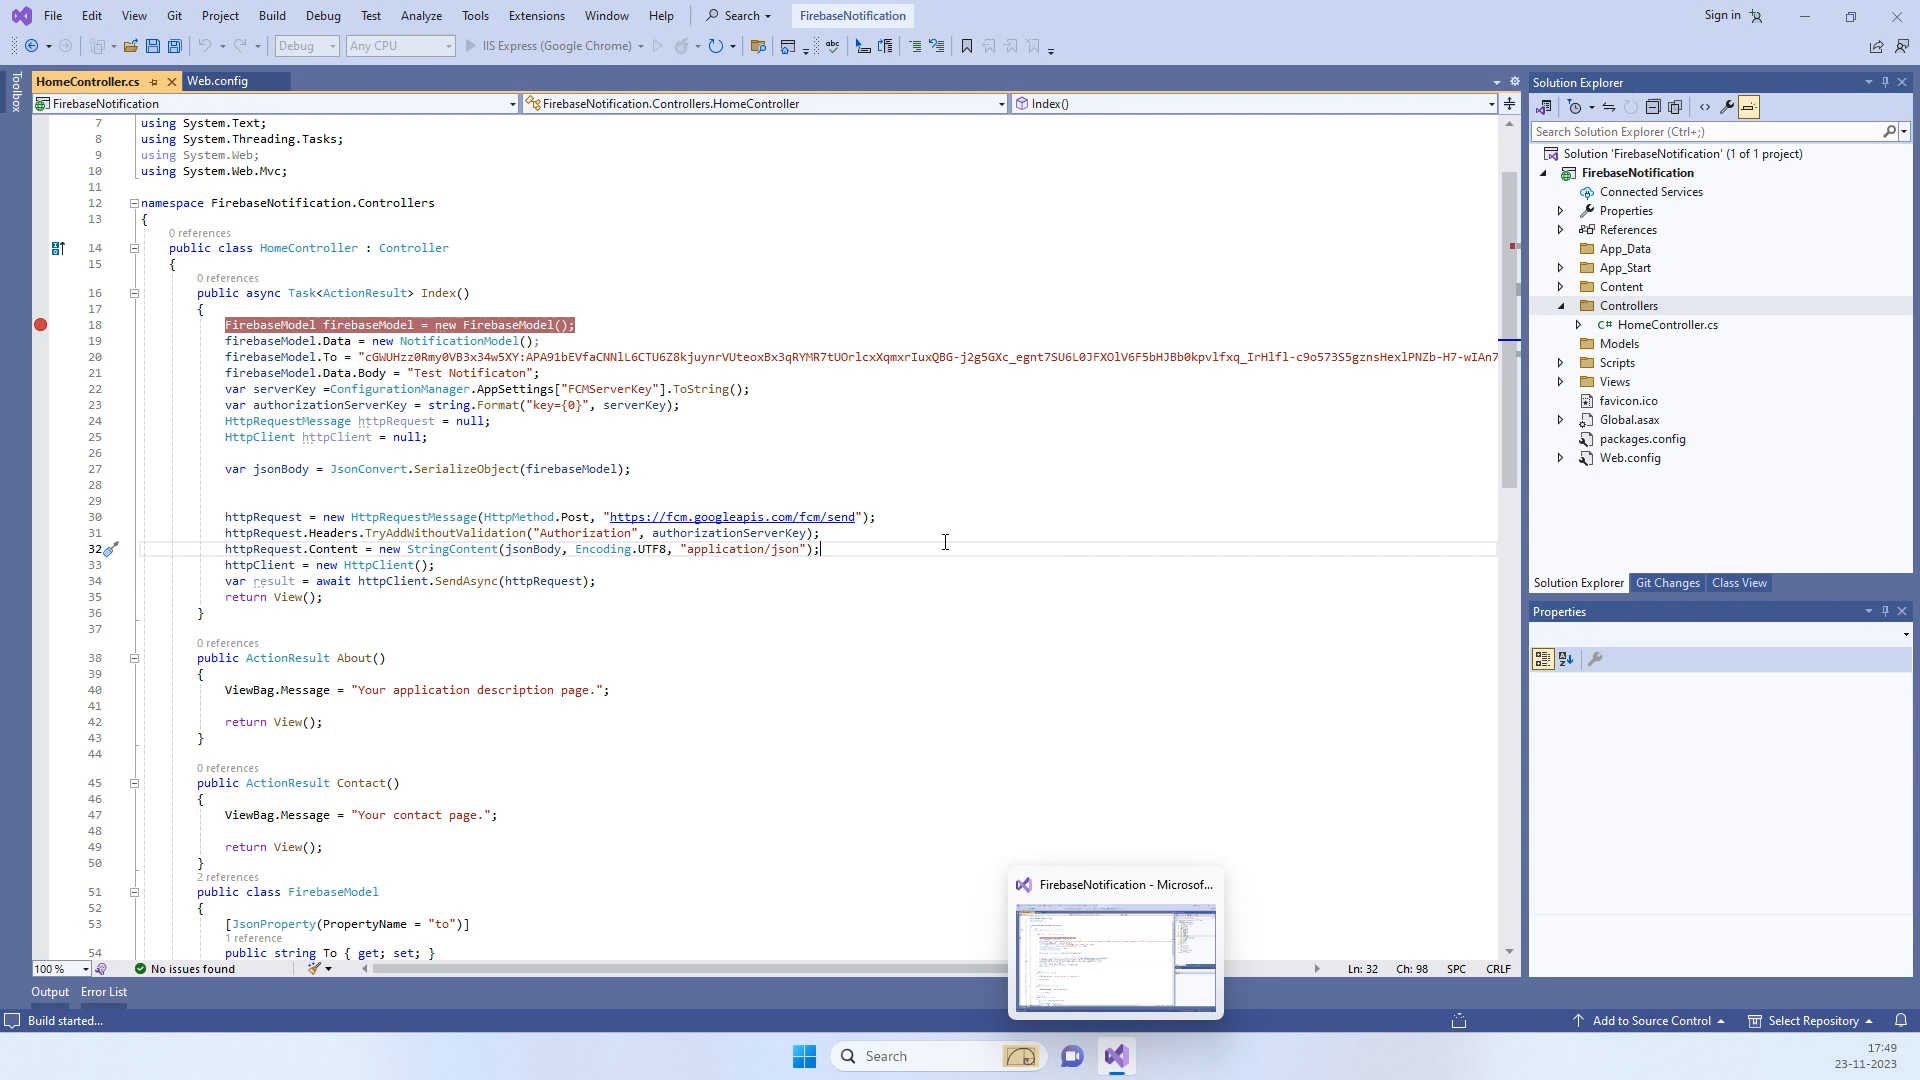 File Edit View Git Project Build Debug Test Analyze Tools Extensions Window Help Search FirebaseNotification Sign in
Debug Any CPU IIS Express (Google Chrome)
Toolbox
HomeController.cs Web.config
FirebaseNotification FirebaseNotification.Controllers.HomeController Index()
7 using System.Text;
8 using System.Threading.Tasks;
9 using System.Web;
10 using System.Web.Mvc;
11
12 namespace FirebaseNotification.Controllers
13 {
0 references
14 public class HomeController : Controller
15 {
0 references
16 public async Task<ActionResult> Index()
17 {
18 FirebaseModel firebaseModel = new FirebaseModel();
19 firebaseModel.Data = new NotificationModel();
20 firebaseModel.To = "cGWUHzz0Rmy0VB3x34w5XY:APA91bEVfaCNNlL6CTU6Z8kjuynrVUteoxBx3qRYMR7tUOrlcxXqmxrIuxQBG-j2g5GXc_egnt7SU6L0JFXOlV6F5bHJBb0kpvlfxq_IrHlfl-c9o573S5gznsHexlPNZb-H7-wIAn7
21 firebaseModel.Data.Body = "Test Notificaton";
22 var serverKey =ConfigurationManager.AppSettings["FCMServerKey"].ToString();
23 var authorizationServerKey = string.Format("key={0}", serverKey);
24 HttpRequestMessage httpRequest = null;
25 HttpClient httpClient = null;
26
27 var jsonBody = JsonConvert.SerializeObject(firebaseModel);
28
29
30 httpRequest = new HttpRequestMessage(HttpMethod.Post, "https://fcm.googleapis.com/fcm/send");
31 httpRequest.Headers.TryAddWithoutValidation("Authorization", authorizationServerKey);
32 httpRequest.Content = new StringContent(jsonBody, Encoding.UTF8, "application/json");
33 httpClient = new HttpClient();
34 var result = await httpClient.SendAsync(httpRequest);
35 return View();
36 }
37
0 references
38 public ActionResult About()
39 {
40 ViewBag.Message = "Your application description page.";
41
42 return View();
43 }
44
0 references
45 public ActionResult Contact()
46 {
47 ViewBag.Message = "Your contact page.";
48
49 return View();
50 }
2 references
51 public class FirebaseModel
52 {
53 [JsonProperty(PropertyName = "to")]
1 reference
54 public string To { get; set; }
100 % No issues found Ln: 32 Ch: 98 SPC CRLF
Output Error List
Solution Explorer
Search Solution Explorer (Ctrl+;)
Solution 'FirebaseNotification' (1 of 1 project)
FirebaseNotification
Connected Services
Properties
References
App_Data
App_Start
Content
Controllers
C# HomeController.cs
Models
Scripts
Views
favicon.ico
Global.asax
packages.config
Web.config
Solution Explorer Git Changes Class View
Properties
FirebaseNotification - Microsof...
Build started... Add to Source Control Select Repository
Search
17:49
23-11-2023